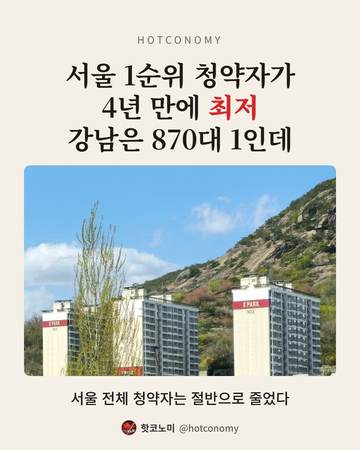 HOTCONOMY
서울 1순위 청약자가
4년 만에 최저
강남은 870대 1인데
서울 전체 청약자는 절반으로 줄었다
핫코노미 @hotconomy